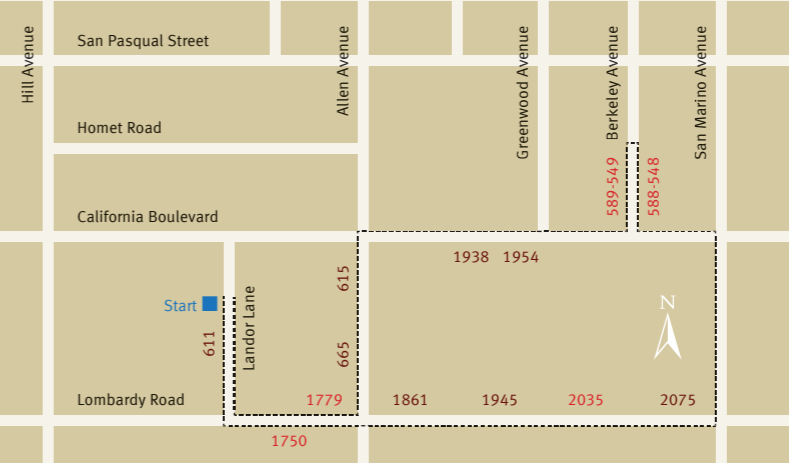 San Pasqual Street
Hill Avenue
Allen Avenue
Greenwood Avenue
Berkeley Avenue
San Marino Avenue
Homet Road
589-549
588-548
California Boulevard
1938 1954
615
Start
Landor Lane
N
611
665
Lombardy Road
1779
1861
1945
2035
2075
1750